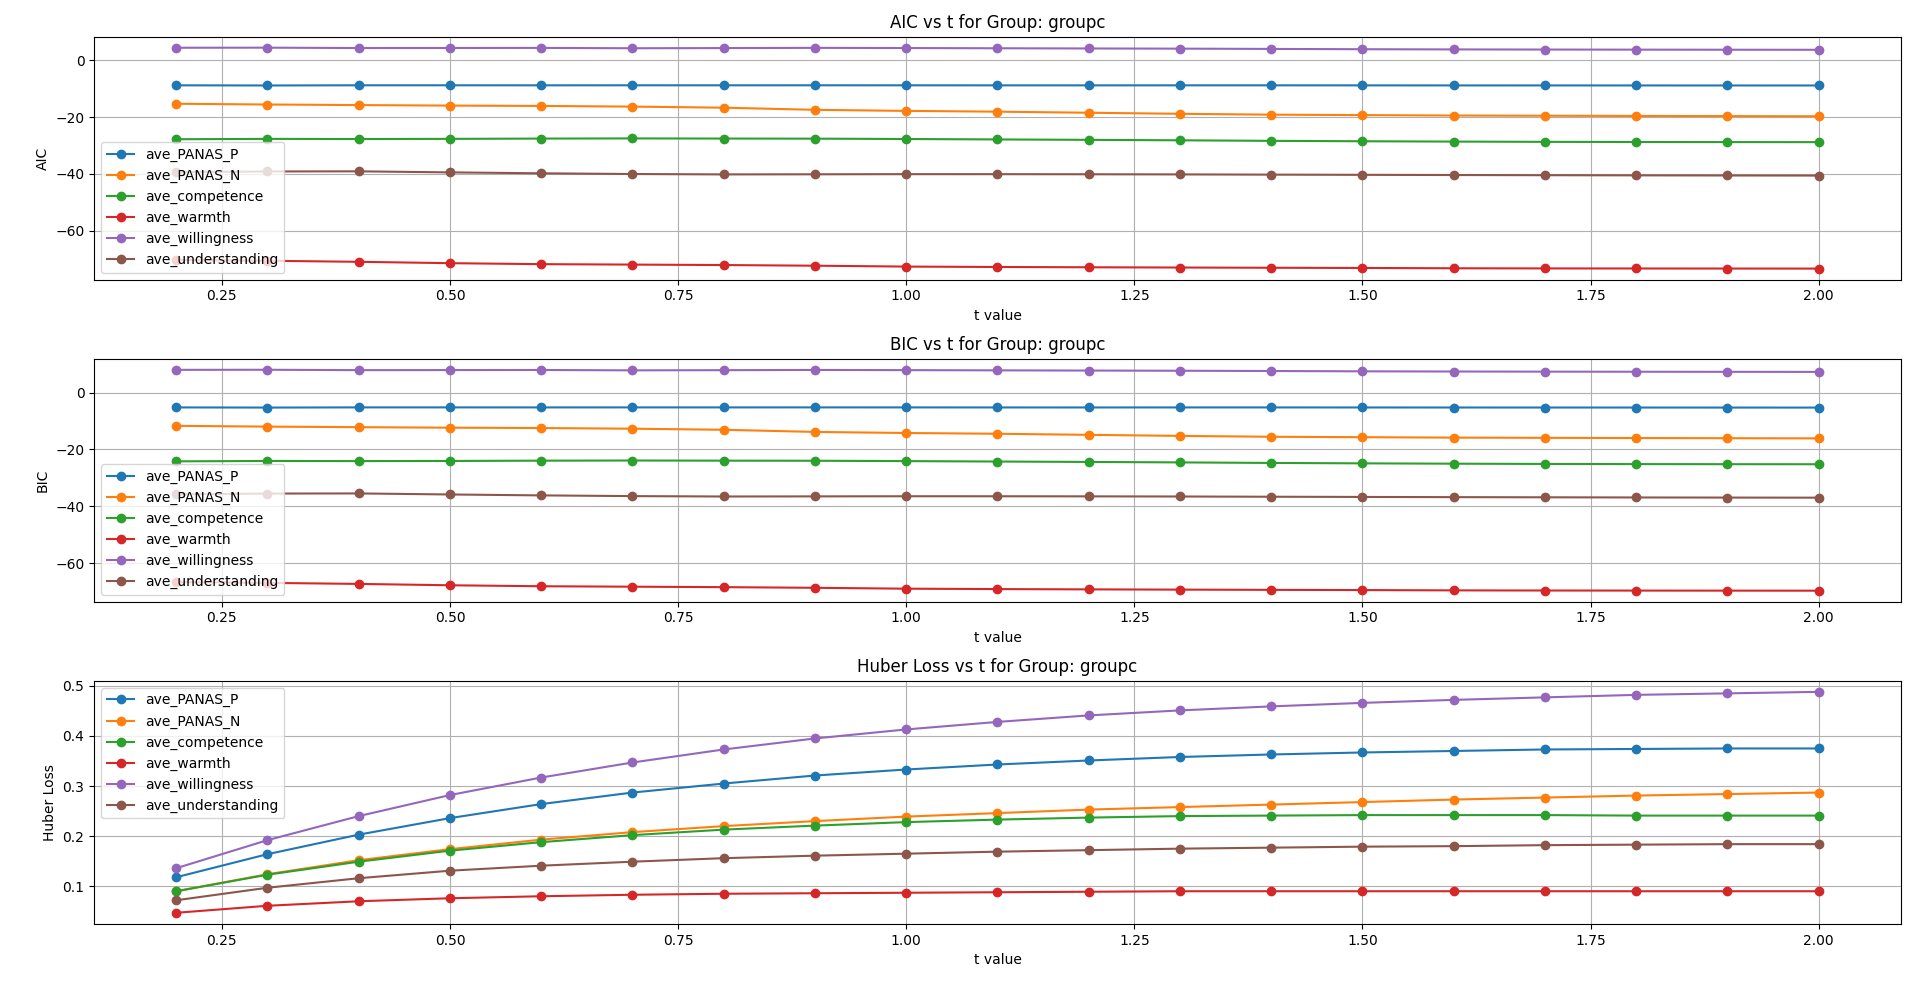 AIC vs t for Group: groupc
AIC
0
−20
−40
−60
ave_PANAS_P
ave_PANAS_N
ave_competence
ave_warmth
ave_willingness
ave_understanding
0.25 0.50 0.75 1.00 1.25 1.50 1.75 2.00
t value
BIC vs t for Group: groupc
BIC
0
−20
−40
−60
ave_PANAS_P
ave_PANAS_N
ave_competence
ave_warmth
ave_willingness
ave_understanding
0.25 0.50 0.75 1.00 1.25 1.50 1.75 2.00
t value
Huber Loss vs t for Group: groupc
Huber Loss
0.5
0.4
0.3
0.2
0.1
ave_PANAS_P
ave_PANAS_N
ave_competence
ave_warmth
ave_willingness
ave_understanding
0.25 0.50 0.75 1.00 1.25 1.50 1.75 2.00
t value